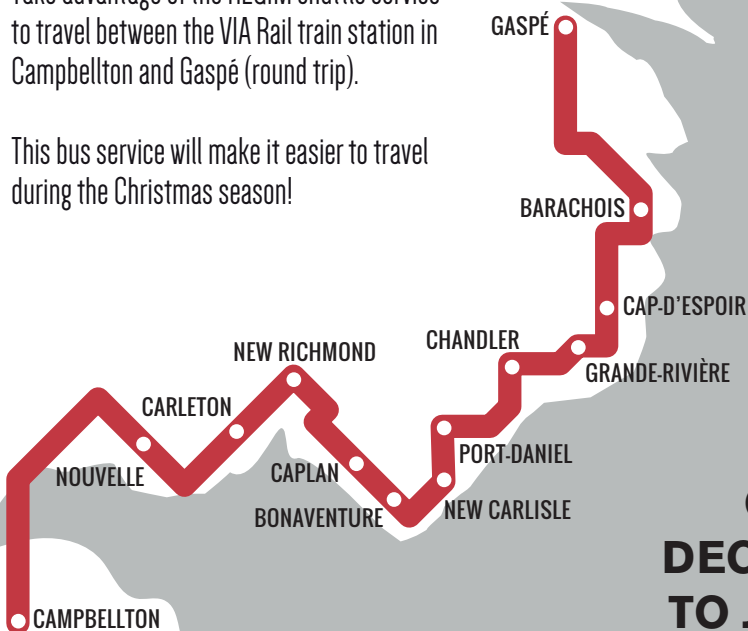 to travel between the VIA Rail train station in
Campbellton and Gaspé (round trip).
This bus service will make it easier to travel
during the Christmas season!
GASPÉ
BARACHOIS
CAP-D'ESPOIR
CHANDLER
GRANDE-RIVIÈRE
NEW RICHMOND
CARLETON
PORT-DANIEL
NOUVELLE
CAPLAN
BONAVENTURE
NEW CARLISLE
TO
CAMPBELLTON